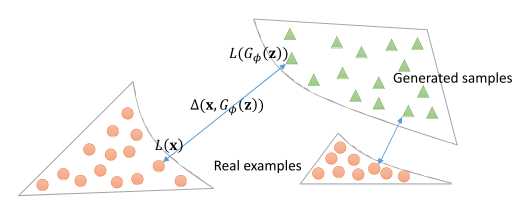 L(G_ϕ(𝐳))
Generated samples
Δ(𝐱, G_ϕ(𝐳))
L(𝐱)
Real examples